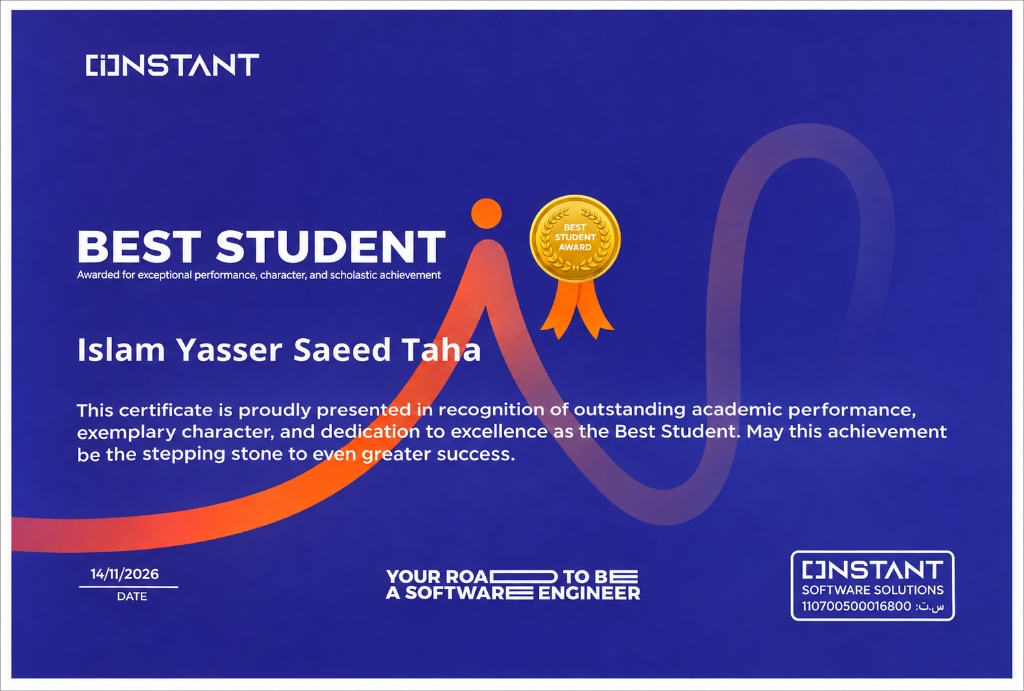 [i]NSTANT
BEST STUDENT
Awarded for exceptional performance, character, and scholastic achievement
BEST
STUDENT
AWARD
Islam Yasser Saeed Taha
This certificate is proudly presented in recognition of outstanding academic performance,
exemplary character, and dedication to excellence as the Best Student. May this achievement
be the stepping stone to even greater success.
14/11/2026
DATE
YOUR ROAD TO BE
A SOFTWARE ENGINEER
[]NSTANT
SOFTWARE SOLUTIONS
س.ت: 110700500016800